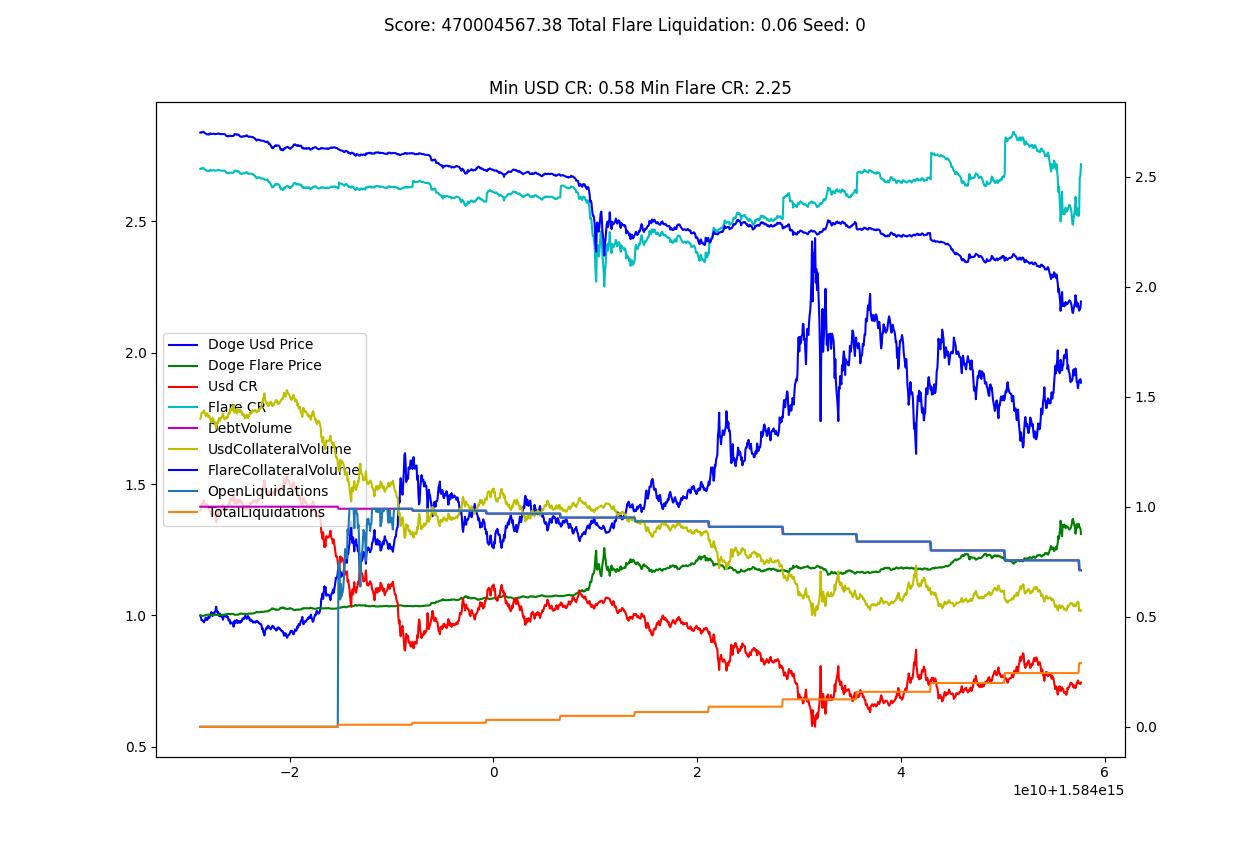 Score: 470004567.38 Total Flare Liquidation: 0.06 Seed: 0
Min USD CR: 0.58 Min Flare CR: 2.25
2.5
2.0
1.5
1.0
0.5
2.5
2.0
1.5
1.0
0.5
0.0
Doge Usd Price
Doge Flare Price
Usd CR
Flare CR
DebtVolume
UsdCollateralVolume
FlareCollateralVolume
OpenLiquidations
TotalLiquidations
−2
0
2
4
6
1e10+1.584e15